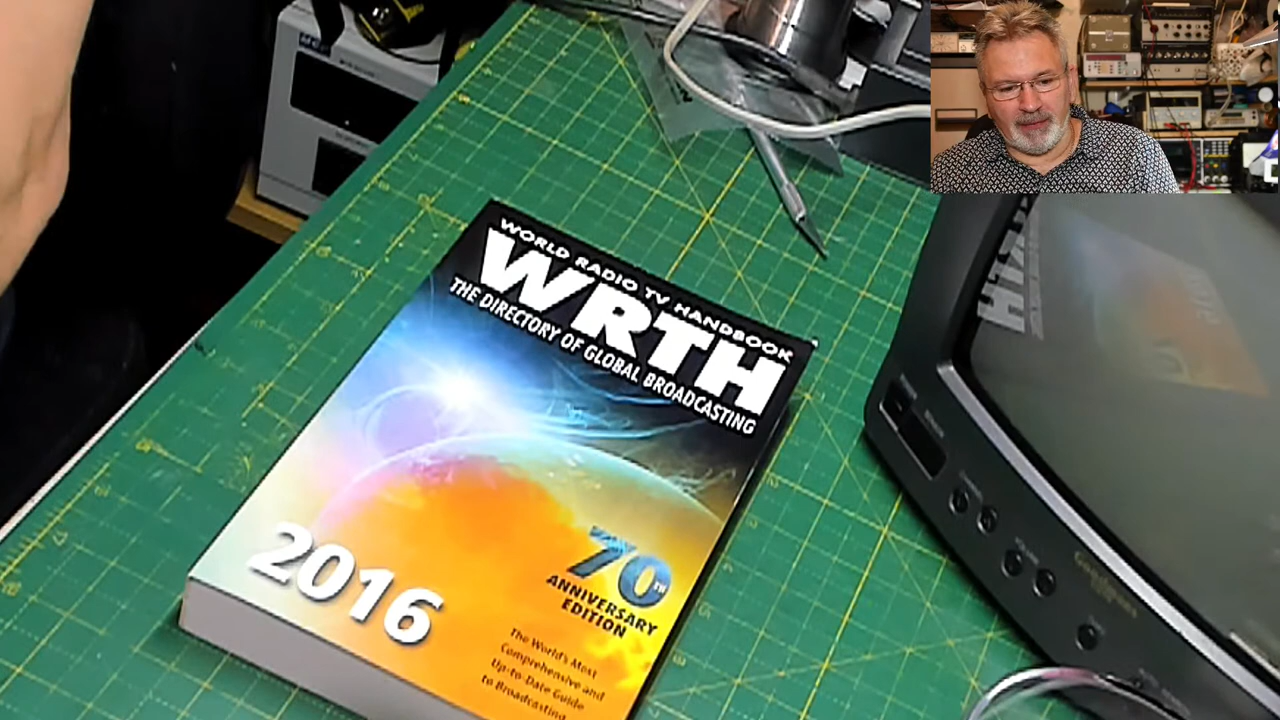 WORLD RADIO TV HANDBOOK
WRTH
THE DIRECTORY OF GLOBAL BROADCASTING
2016
70TH
ANNIVERSARY
EDITION
The World's Most
Comprehensive and
Up-to-Date Guide
to Broadcasting